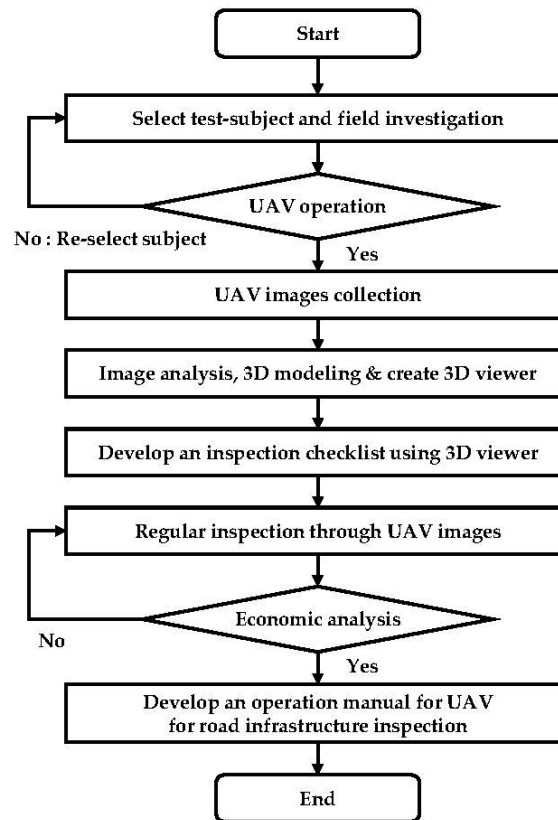 Start
Select test-subject and field investigation
UAV operation
No : Re-select subject
Yes
UAV images collection
Image analysis, 3D modeling & create 3D viewer
Develop an inspection checklist using 3D viewer
Regular inspection through UAV images
Economic analysis
No
Yes
Develop an operation manual for UAV
for road infrastructure inspection
End